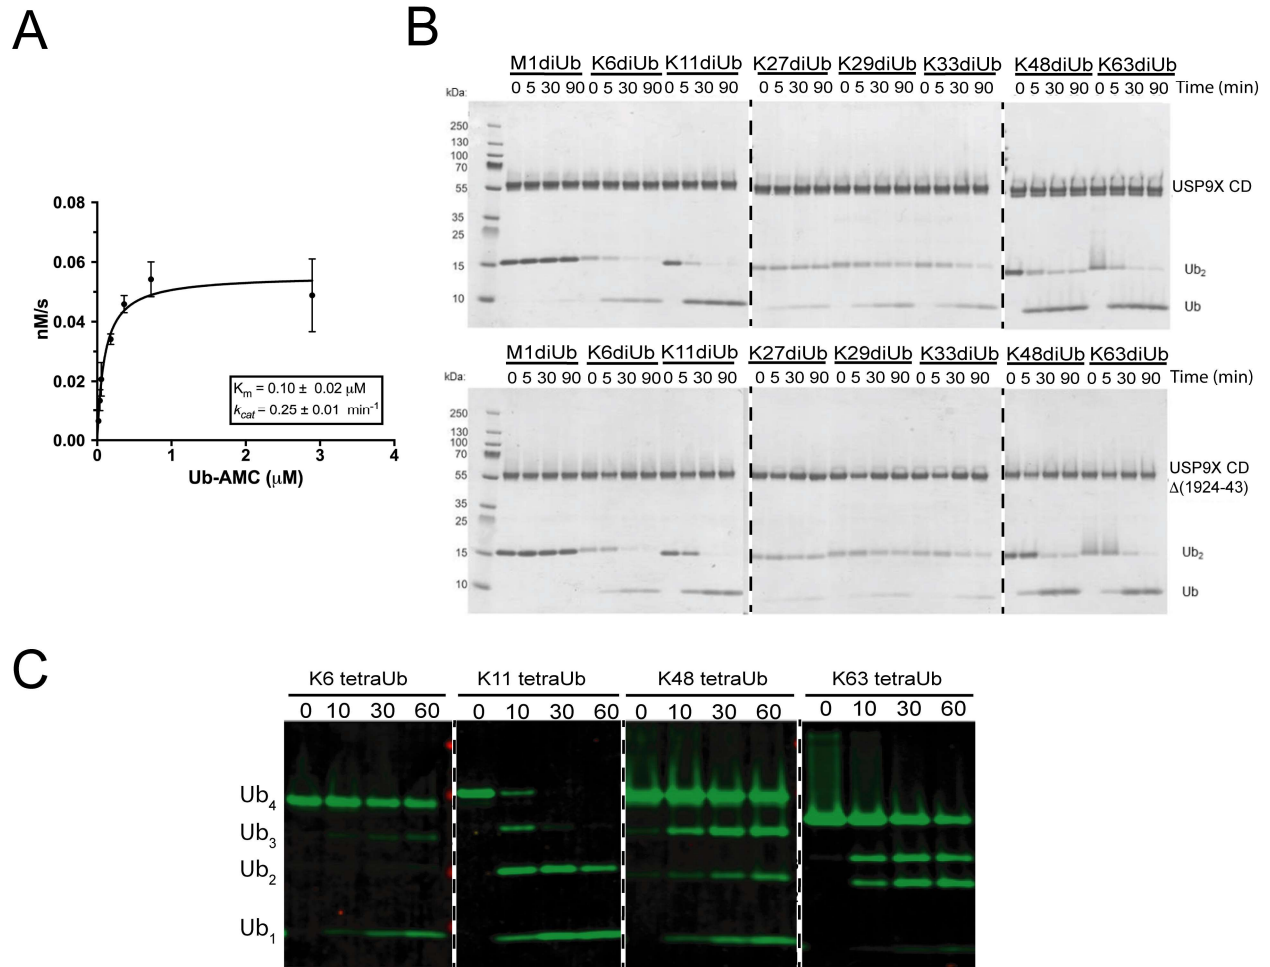 A
0.08
0.06
0.04
0.02
0.00
nM/s
0 1 2 3 4
Ub-AMC (μM)
Km = 0.10 ± 0.02 μM
kcat = 0.25 ± 0.01 min-1
B
M1diUb K6diUb K11diUb K27diUb K29diUb K33diUb K48diUb K63diUb
0 5 30 90 0 5 30 90 0 5 30 90 0 5 30 90 0 5 30 90 0 5 30 90 0 5 30 90 0 5 30 90 Time (min)
kDa:
250
130
100
70
55
35
25
15
10
USP9X CD
Ub2
Ub
M1diUb K6diUb K11diUb K27diUb K29diUb K33diUb K48diUb K63diUb
0 5 30 90 0 5 30 90 0 5 30 90 0 5 30 90 0 5 30 90 0 5 30 90 0 5 30 90 0 5 30 90 Time (min)
kDa:
250
130
100
70
55
35
25
15
10
USP9X CD
Δ(1924-43)
Ub2
Ub
C
K6 tetraUb K11 tetraUb K48 tetraUb K63 tetraUb
0 10 30 60 0 10 30 60 0 10 30 60 0 10 30 60
Ub4
Ub3
Ub2
Ub1